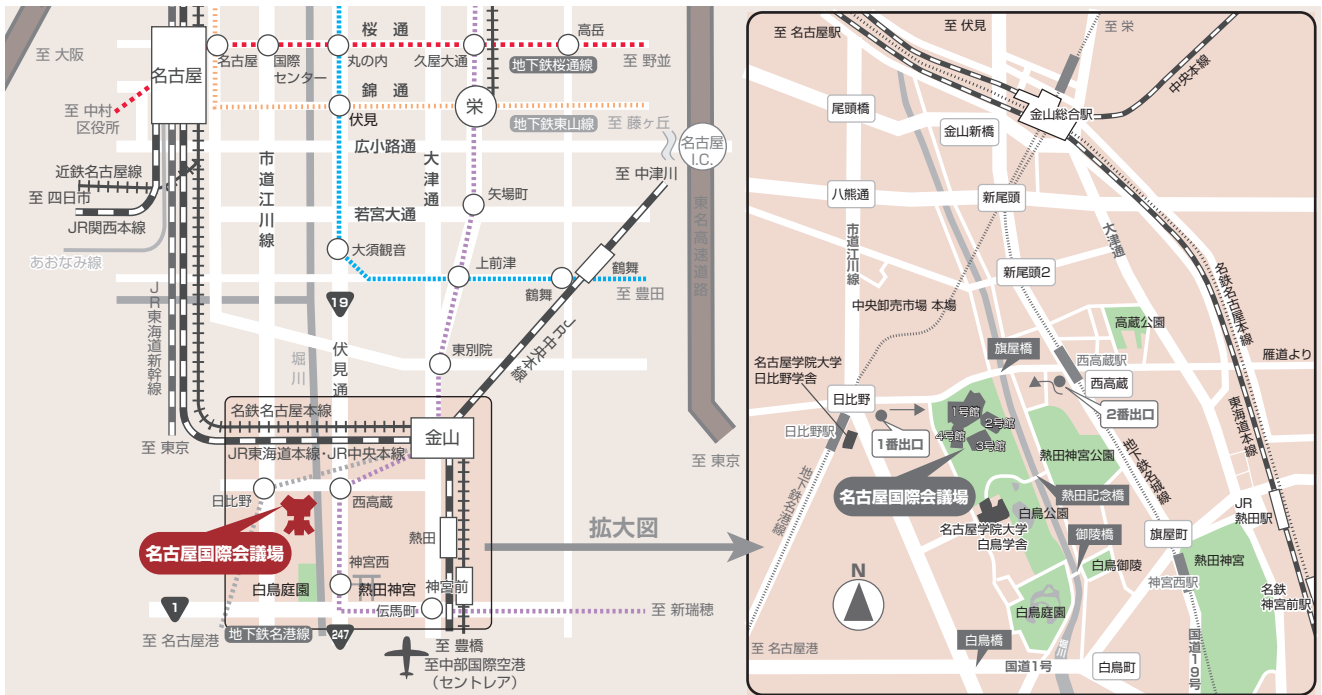 桜 通
高岳
至 大阪
名古屋
名古屋
国際
センター
丸の内
久屋大通
地下鉄桜通線
至 野並
錦 通
栄
至 中村
区役所
伏見
地下鉄東山線
至 藤ヶ丘
名古屋
I.C.
広小路通
市道江川線
大津通
近鉄名古屋線
至 四日市
JR関西本線
あおなみ線
至 中津川
矢場町
若宮大通
東名高速道路
大須観音
上前津
鶴舞
鶴舞
至 豊田
JR東海道新幹線
19
JR中央本線
堀川
伏見通
東別院
名鉄名古屋本線
金山
至 東京
JR東海道本線・JR中央本線
至 東京
日比野
西高蔵
名古屋国際会議場
熱田
拡大図
神宮西
白鳥庭園
熱田神宮
神宮前
伝馬町
1
至 新瑞穂
至 名古屋港
地下鉄名港線
247
至 豊橋
至中部国際空港
(セントレア)
至 名古屋駅
至 伏見
至 栄
中央本線
尾頭橋
金山新橋
金山総合駅
八熊通
新尾頭
市道江川線
大津通
新尾頭2
名鉄名古屋本線
中央卸売市場 本場
高蔵公園
旗屋橋
西高蔵駅
雁道より
名古屋学院大学
日比野学舎
西高蔵
日比野
2番出口
1号館
2号館
日比野駅
1番出口
4号館
3号館
東海道本線
地下鉄名城線
熱田神宮公園
地下鉄名港線
名古屋国際会議場
熱田記念橋
白鳥公園
JR
熱田駅
名古屋学院大学
白鳥学舎
御陵橋
旗屋町
白鳥御陵
熱田神宮
N
神宮西駅
名鉄
神宮前駅
白鳥庭園
白鳥橋
堀川
至 名古屋港
国道1号
白鳥町
国道19号